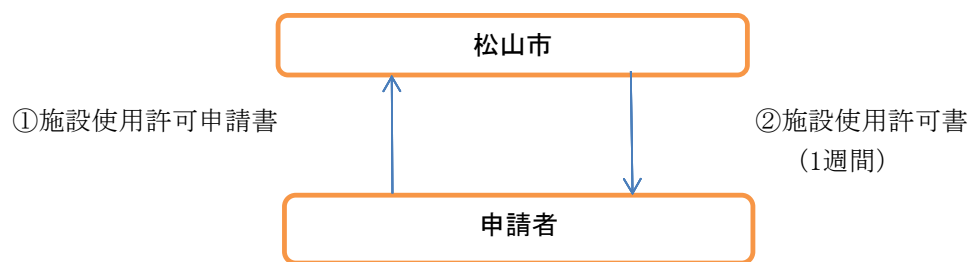 松山市
①施設使用許可申請書
②施設使用許可書
（1週間）
申請者